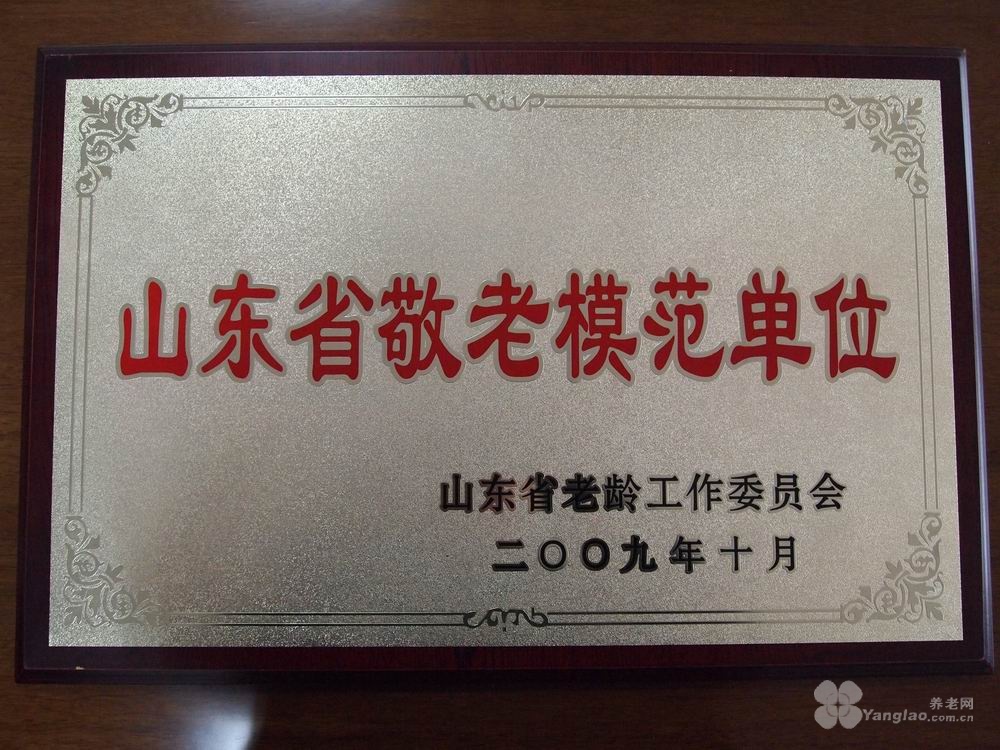 山东省敬老模范单位
山东省老龄工作委员会
二〇〇九年十月
养老网
Yanglao.com.cn